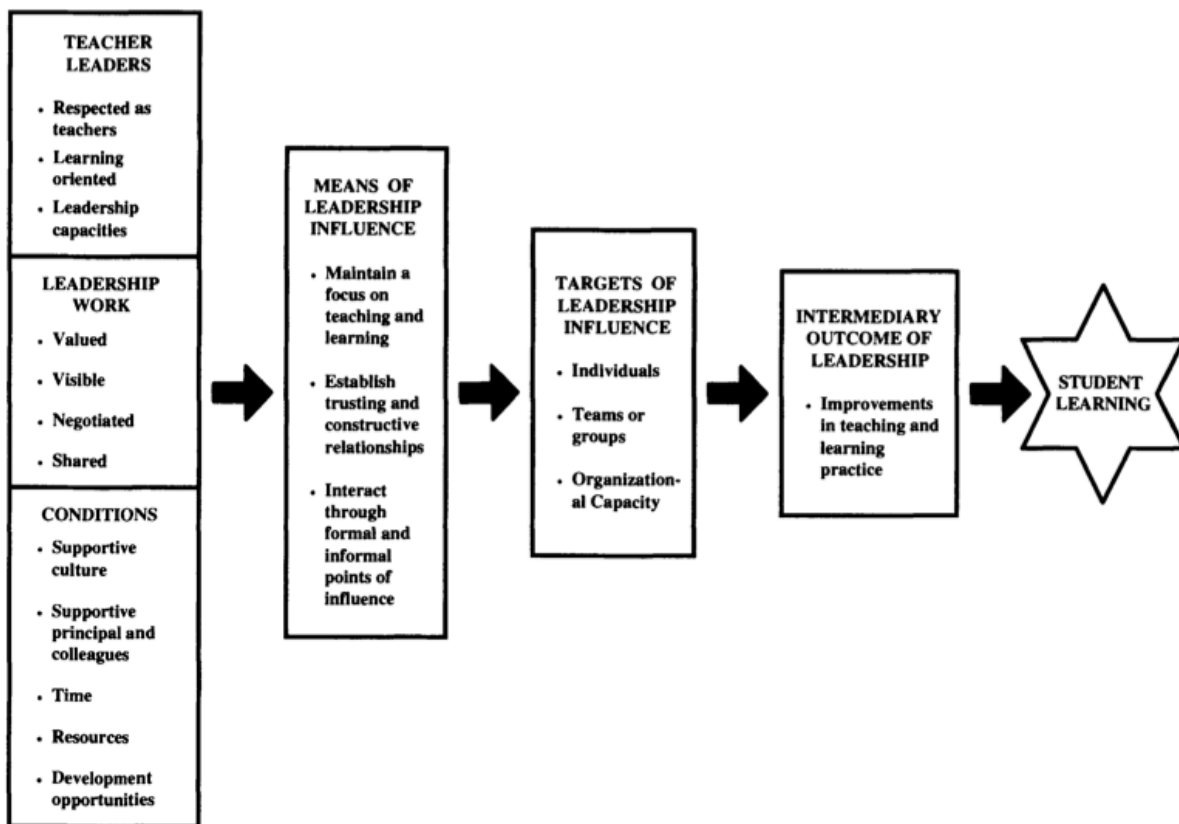 TEACHER
LEADERS
• Respected as
teachers
• Learning
oriented
• Leadership
capacities
LEADERSHIP
WORK
• Valued
• Visible
• Negotiated
• Shared
CONDITIONS
• Supportive
culture
• Supportive
principal and
colleagues
• Time
• Resources
• Development
opportunities
MEANS OF
LEADERSHIP
INFLUENCE
• Maintain a
focus on
teaching and
learning
• Establish
trusting and
constructive
relationships
• Interact
through
formal and
informal
points of
influence
TARGETS OF
LEADERSHIP
INFLUENCE
• Individuals
• Teams or
groups
• Organization-
al Capacity
INTERMEDIARY
OUTCOME OF
LEADERSHIP
• Improvements
in teaching and
learning
practice
STUDENT
LEARNING